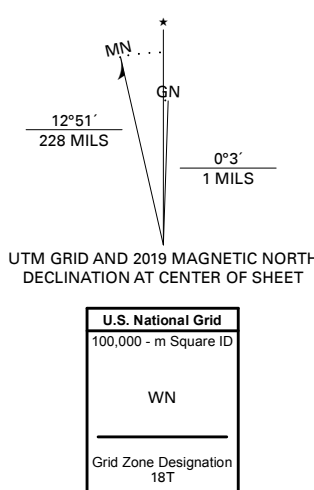 ★
MN
GN
12°51´
228 MILS
0°3´
1 MILS
UTM GRID AND 2019 MAGNETIC NORTH
DECLINATION AT CENTER OF SHEET
U.S. National Grid
100,000 - m Square ID
WN
Grid Zone Designation
18T